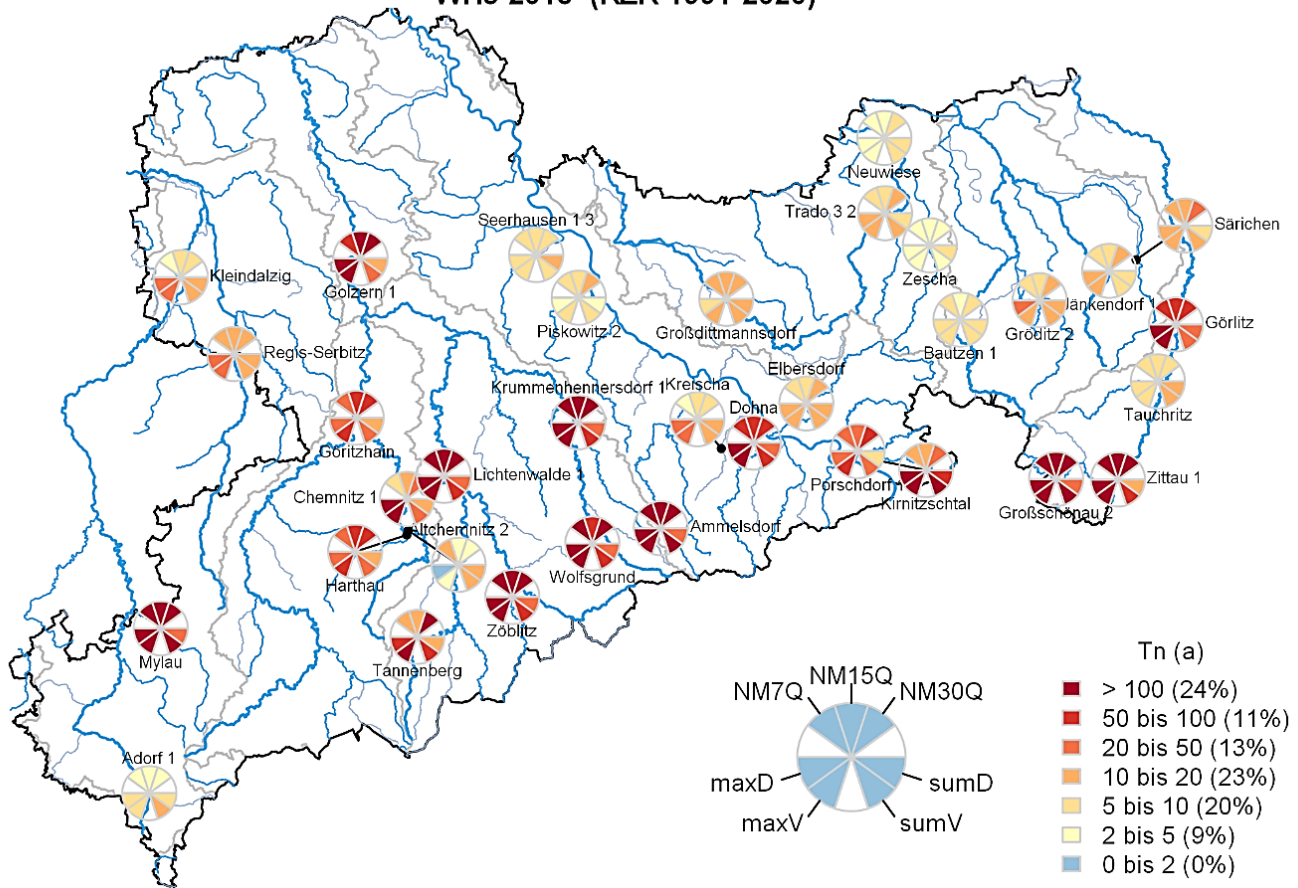 Neuwiese
Trado 3 2
Seerhausen 1 3
Särichen
Zescha
Kleindalzig
Golzern 1
Jänkendorf 1
Piskowitz 2
Großdittmannsdorf
Gröditz 2
Görlitz
Bautzen 1
Regis-Serbitz
Elbersdorf
Krummenhennersdorf 1
Kreischa
Tauchritz
Dohna
Göritzhain
Lichtenwalde 1
Porschdorf
Zittau 1
Chemnitz 1
Kirnitzschtal
Großschönau 2
Altchemnitz 2
Ammelsdorf
Wolfsgrund
Harthau
Zöblitz
Mylau
Tannenberg
Adorf 1
NM7Q
NM15Q
NM30Q
maxD
sumD
maxV
sumV
Tn (a)
> 100 (24%)
50 bis 100 (11%)
20 bis 50 (13%)
10 bis 20 (23%)
5 bis 10 (20%)
2 bis 5 (9%)
0 bis 2 (0%)